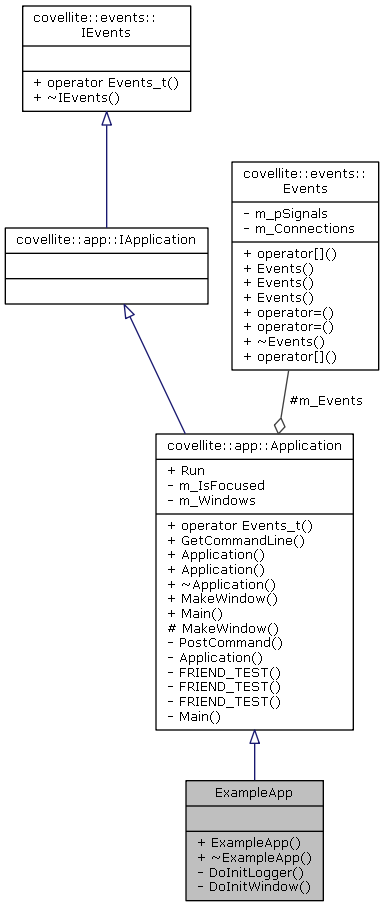 covellite::events::
IEvents
+ operator Events_t()
+ ~IEvents()
covellite::events::
Events
- m_pSignals
- m_Connections
+ operator[]()
+ Events()
+ Events()
+ Events()
+ operator=()
+ operator=()
+ ~Events()
+ operator[]()
covellite::app::IApplication
#m_Events
covellite::app::Application
+ Run
- m_IsFocused
- m_Windows
+ operator Events_t()
+ GetCommandLine()
+ Application()
+ Application()
+ ~Application()
+ MakeWindow()
+ Main()
# MakeWindow()
- PostCommand()
- Application()
- FRIEND_TEST()
- FRIEND_TEST()
- FRIEND_TEST()
- Main()
ExampleApp
+ ExampleApp()
+ ~ExampleApp()
- DoInitLogger()
- DoInitWindow()